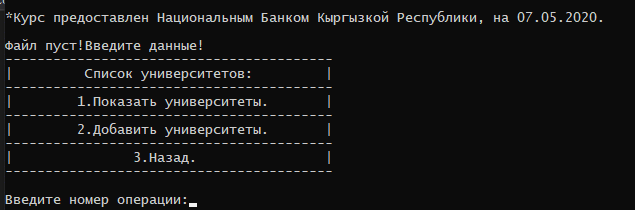 *Курс предоставлен Национальным Банком Кыргызкой Республики, на 07.05.2020.
Файл пуст!Введите данные!
-----------------------------------------
| Список университетов: |
-----------------------------------------
| 1.Показать университеты. |
-----------------------------------------
| 2.Добавить университеты. |
-----------------------------------------
| 3.Назад. |
-----------------------------------------
Введите номер операции: